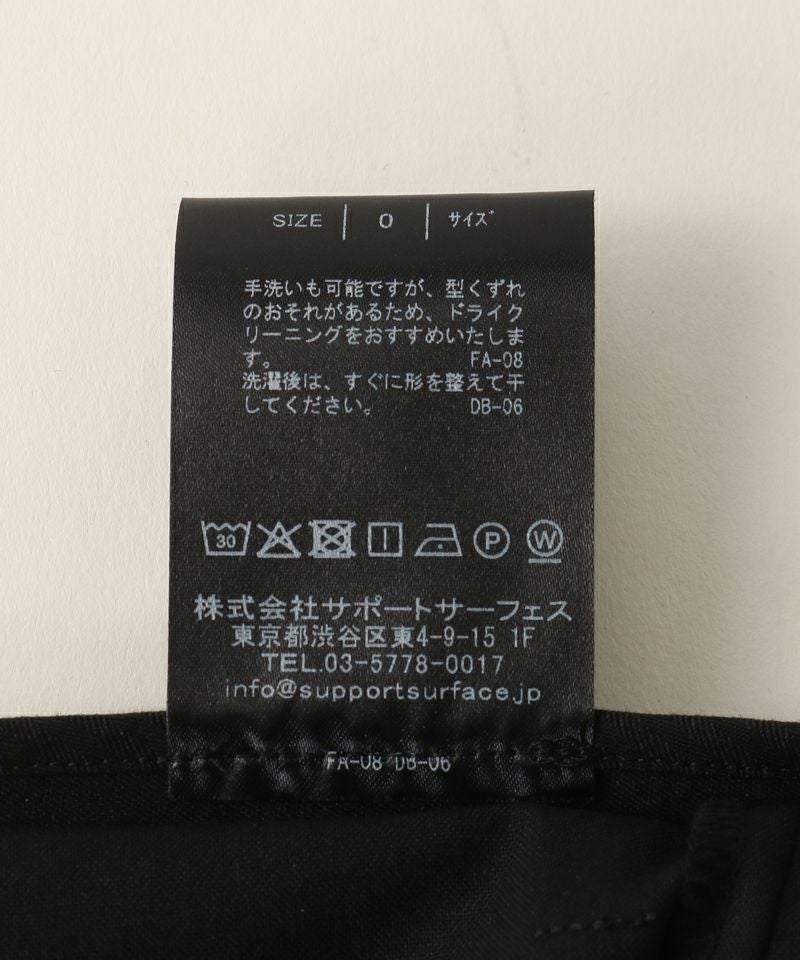 SIZE | 0 | サイズ
手洗いも可能ですが、型くずれ
のおそれがあるため、ドライク
リーニングをおすすめいたしま
す。 FA-08
洗濯後は、すぐに形を整えて干
してください。 DB-06
30 P W
株式会社サポートサーフェス
東京都渋谷区東4-9-15 1F
TEL.03-5778-0017
info@supportsurface.jp
FA-08 DB-06